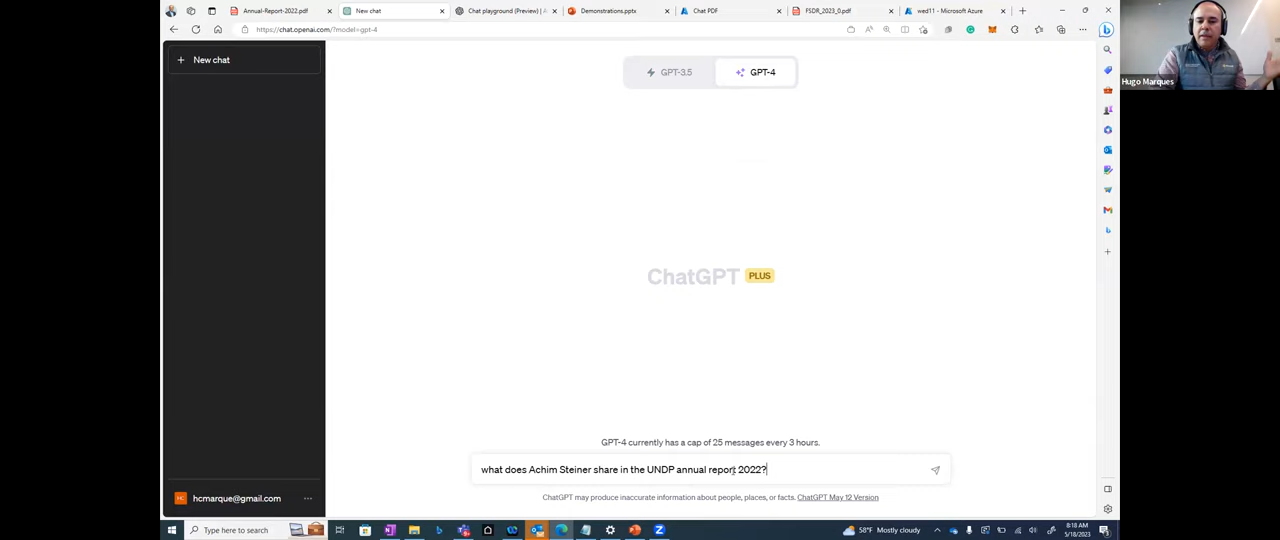 Annual-Report-2022.pdf
New chat
Chat playground (Preview) | A
Demonstrations.pptx
Chat PDF
FSDR_2023_0.pdf
wed11 - Microsoft Azure
https://chat.openai.com/?model=gpt-4
New chat
GPT-3.5
GPT-4
Hugo Marques
ChatGPT
PLUS
GPT-4 currently has a cap of 25 messages every 3 hours.
what does Achim Steiner share in the UNDP annual report 2022?
ChatGPT may produce inaccurate information about people, places, or facts. ChatGPT May 12 Version
HC
hcmarque@gmail.com
Type here to search
58°F Mostly cloudy
8:18 AM
5/18/2023